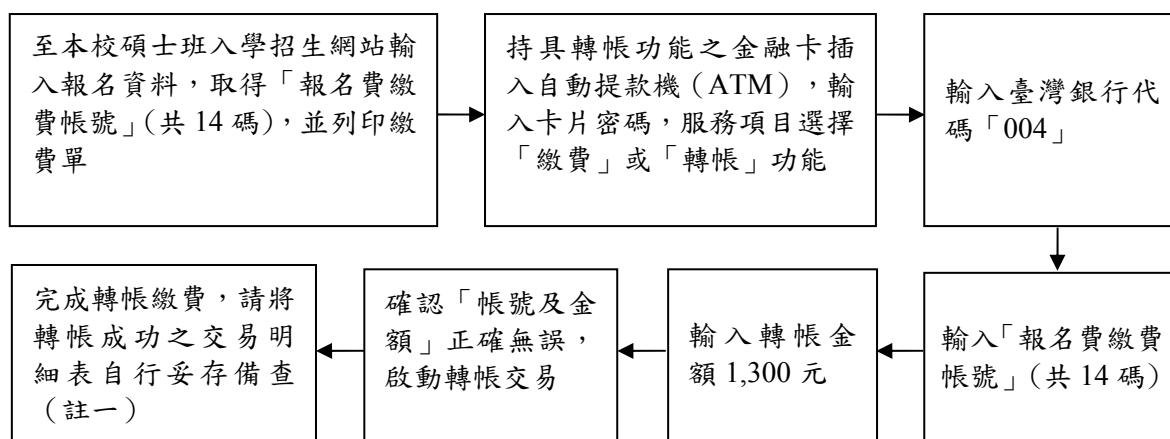 至本校碩士班入學招生網站輸
入報名資料，取得「報名費繳
費帳號」(共 14 碼)，並列印繳
費單
持具轉帳功能之金融卡插
入自動提款機（ATM），輸
入卡片密碼，服務項目選擇
「繳費」或「轉帳」功能
輸入臺灣銀行代
碼「004」
輸入「報名費繳費
帳號」(共 14 碼)
輸入轉帳金
額 1,300 元
確認「帳號及金
額」正確無誤，
啟動轉帳交易
完成轉帳繳費，請將
轉帳成功之交易明
細表自行妥存備查
（註一）